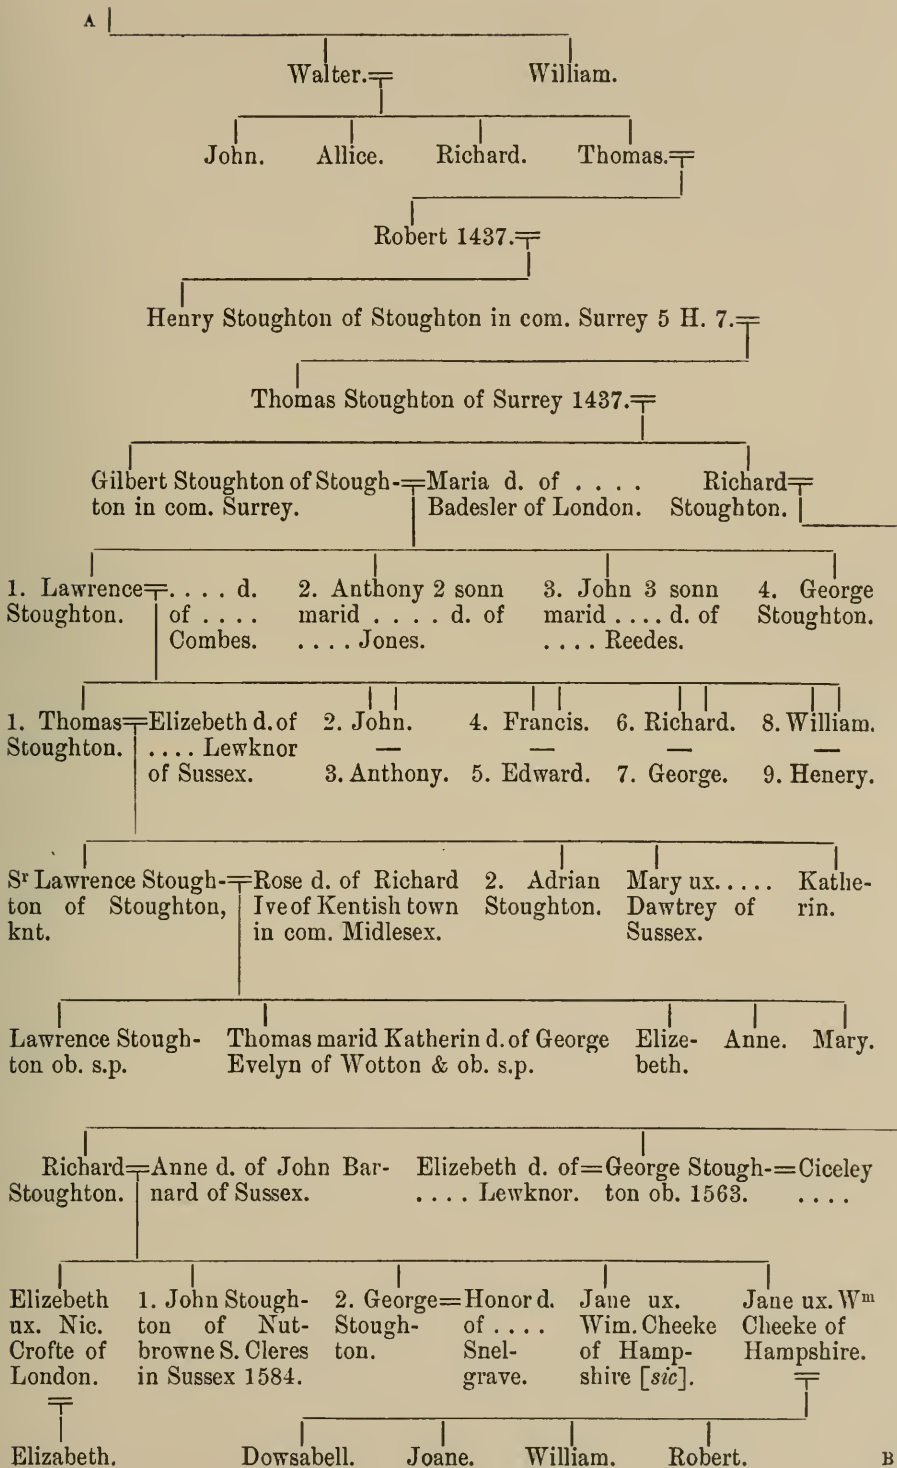 A
Walter. William.
John. Allice. Richard. Thomas.
Robert 1437.
Henry Stoughton of Stoughton in com. Surrey 5 H. 7.
Thomas Stoughton of Surrey 1437.
Gilbert Stoughton of Stough- Maria d. of . . . . Richard
ton in com. Surrey. Badesler of London. Stoughton.
1. Lawrence . . . . d. 2. Anthony 2 sonn 3. John 3 sonn 4. George
Stoughton. of . . . . marid . . . . d. of marid . . . . d. of Stoughton.
Combes. . . . . Jones. . . . . Reedes.
1. Thomas Elizebeth d. of 2. John. 4. Francis. 6. Richard. 8. William.
Stoughton. . . . . Lewknor — — — —
of Sussex. 3. Anthony. 5. Edward. 7. George. 9. Henery.
Sr Lawrence Stough- Rose d. of Richard 2. Adrian Mary ux. . . . . Kathe-
ton of Stoughton, Ive of Kentish town Stoughton. Dawtrey of rin.
knt. in com. Midlesex. Sussex.
Lawrence Stough- Thomas marid Katherin d. of George Elize- Anne. Mary.
ton ob. s.p. Evelyn of Wotton & ob. s.p. beth.
Richard Anne d. of John Bar- Elizebeth d. of=George Stough-=Ciceley
Stoughton. nard of Sussex. . . . . Lewknor. ton ob. 1563. . . . .
Elizebeth 1. John Stough- 2. George=Honor d. Jane ux. Jane ux. Wm
ux. Nic. ton of Nut- Stough- of . . . . Wim. Cheeke Cheeke of
Crofte of browne S. Cleres ton. Snel- of Hamp- Hampshire.
London. in Sussex 1584. grave. shire [sic].
Elizabeth. Dowsabell. Joane. William. Robert. B